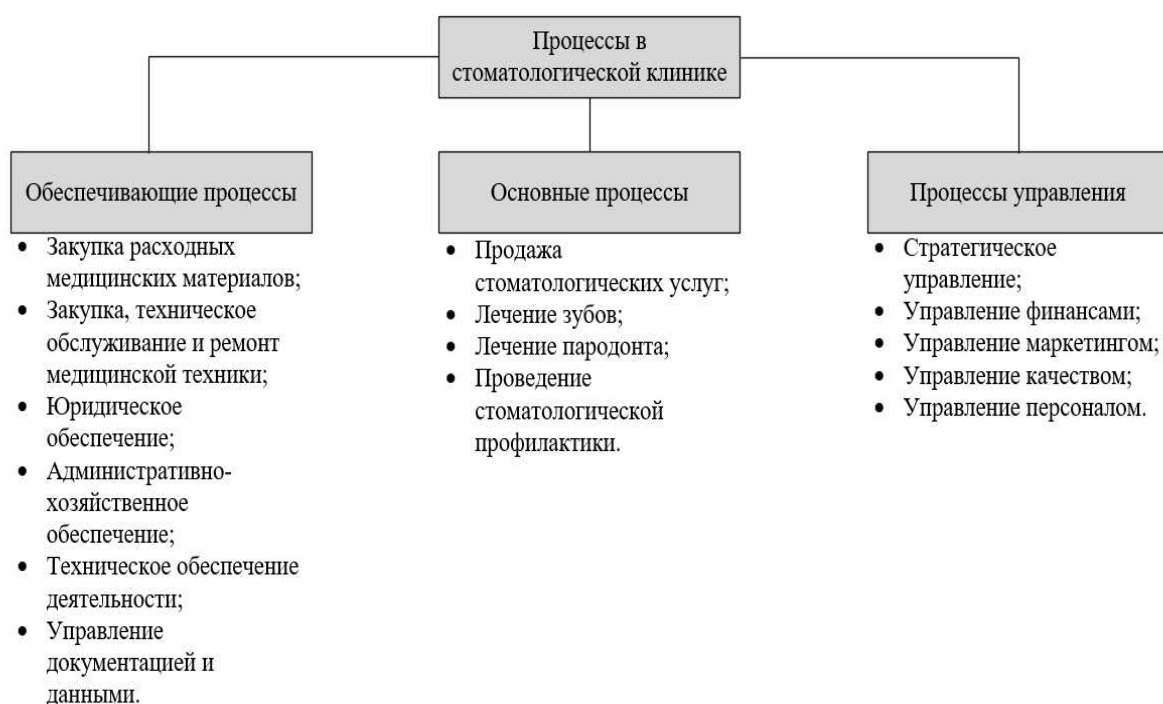 Процессы в
стоматологической клинике
Обеспечивающие процессы
• Закупка расходных
медицинских материалов;
• Закупка, техническое
обслуживание и ремонт
медицинской техники;
• Юридическое
обеспечение;
• Административно-
хозяйственное
обеспечение;
• Техническое обеспечение
деятельности;
• Управление
документацией и
данными.
Основные процессы
• Продажа
стоматологических услуг;
• Лечение зубов;
• Лечение пародонта;
• Проведение
стоматологической
профилактики.
Процессы управления
• Стратегическое
управление;
• Управление финансами;
• Управление маркетингом;
• Управление качеством;
• Управление персоналом.